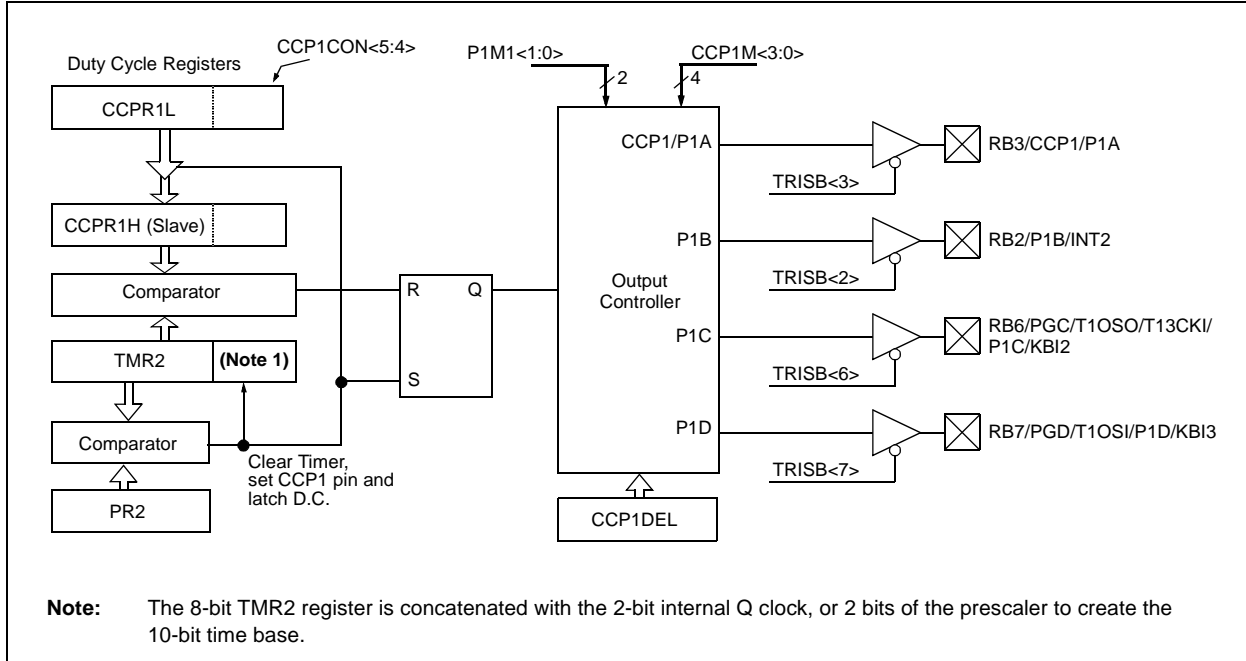 CCP1CON<5:4>
Duty Cycle Registers
CCPR1L
CCPR1H (Slave)
Comparator
TMR2
(Note 1)
Comparator
PR2
Clear Timer,
set CCP1 pin and
latch D.C.
R
Q
S
P1M1<1:0>
2
CCP1M<3:0>
4
CCP1/P1A
P1B
Output
Controller
P1C
P1D
CCP1DEL
TRISB<3>
RB3/CCP1/P1A
TRISB<2>
RB2/P1B/INT2
TRISB<6>
RB6/PGC/T1OSO/T13CKI/
P1C/KBI2
TRISB<7>
RB7/PGD/T1OSI/P1D/KBI3
Note: The 8-bit TMR2 register is concatenated with the 2-bit internal Q clock, or 2 bits of the prescaler to create the
10-bit time base.